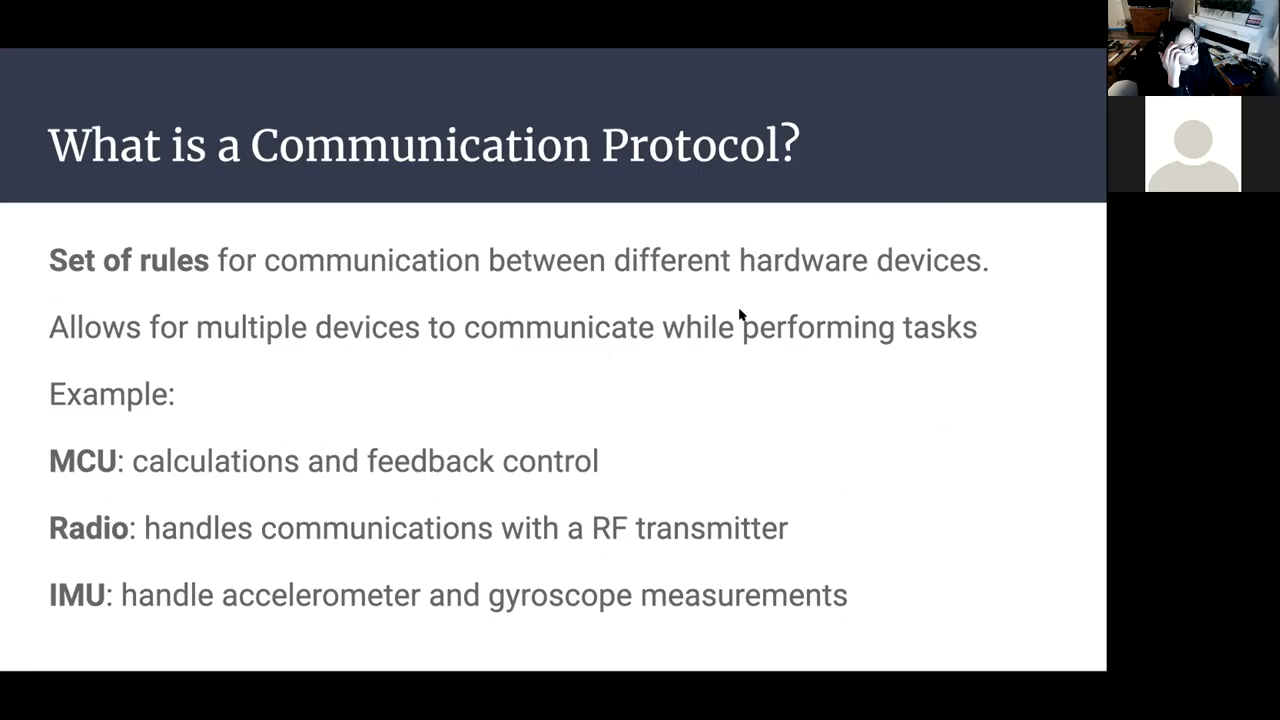 What is a Communication Protocol?
Set of rules for communication between different hardware devices.
Allows for multiple devices to communicate while performing tasks
Example:
MCU: calculations and feedback control
Radio: handles communications with a RF transmitter
IMU: handle accelerometer and gyroscope measurements